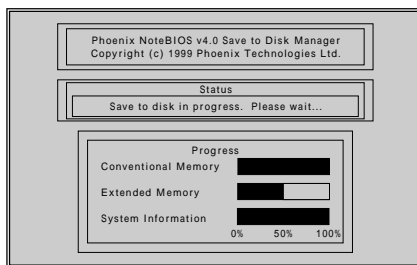 Phoenix NoteBIOS v4.0 Save to Disk Manager
Copyright (c) 1999 Phoenix Technologies Ltd.
Status
Save to disk in progress. Please wait...
Progress
Conventional Memory
Extended Memory
System Information
0% 50% 100%